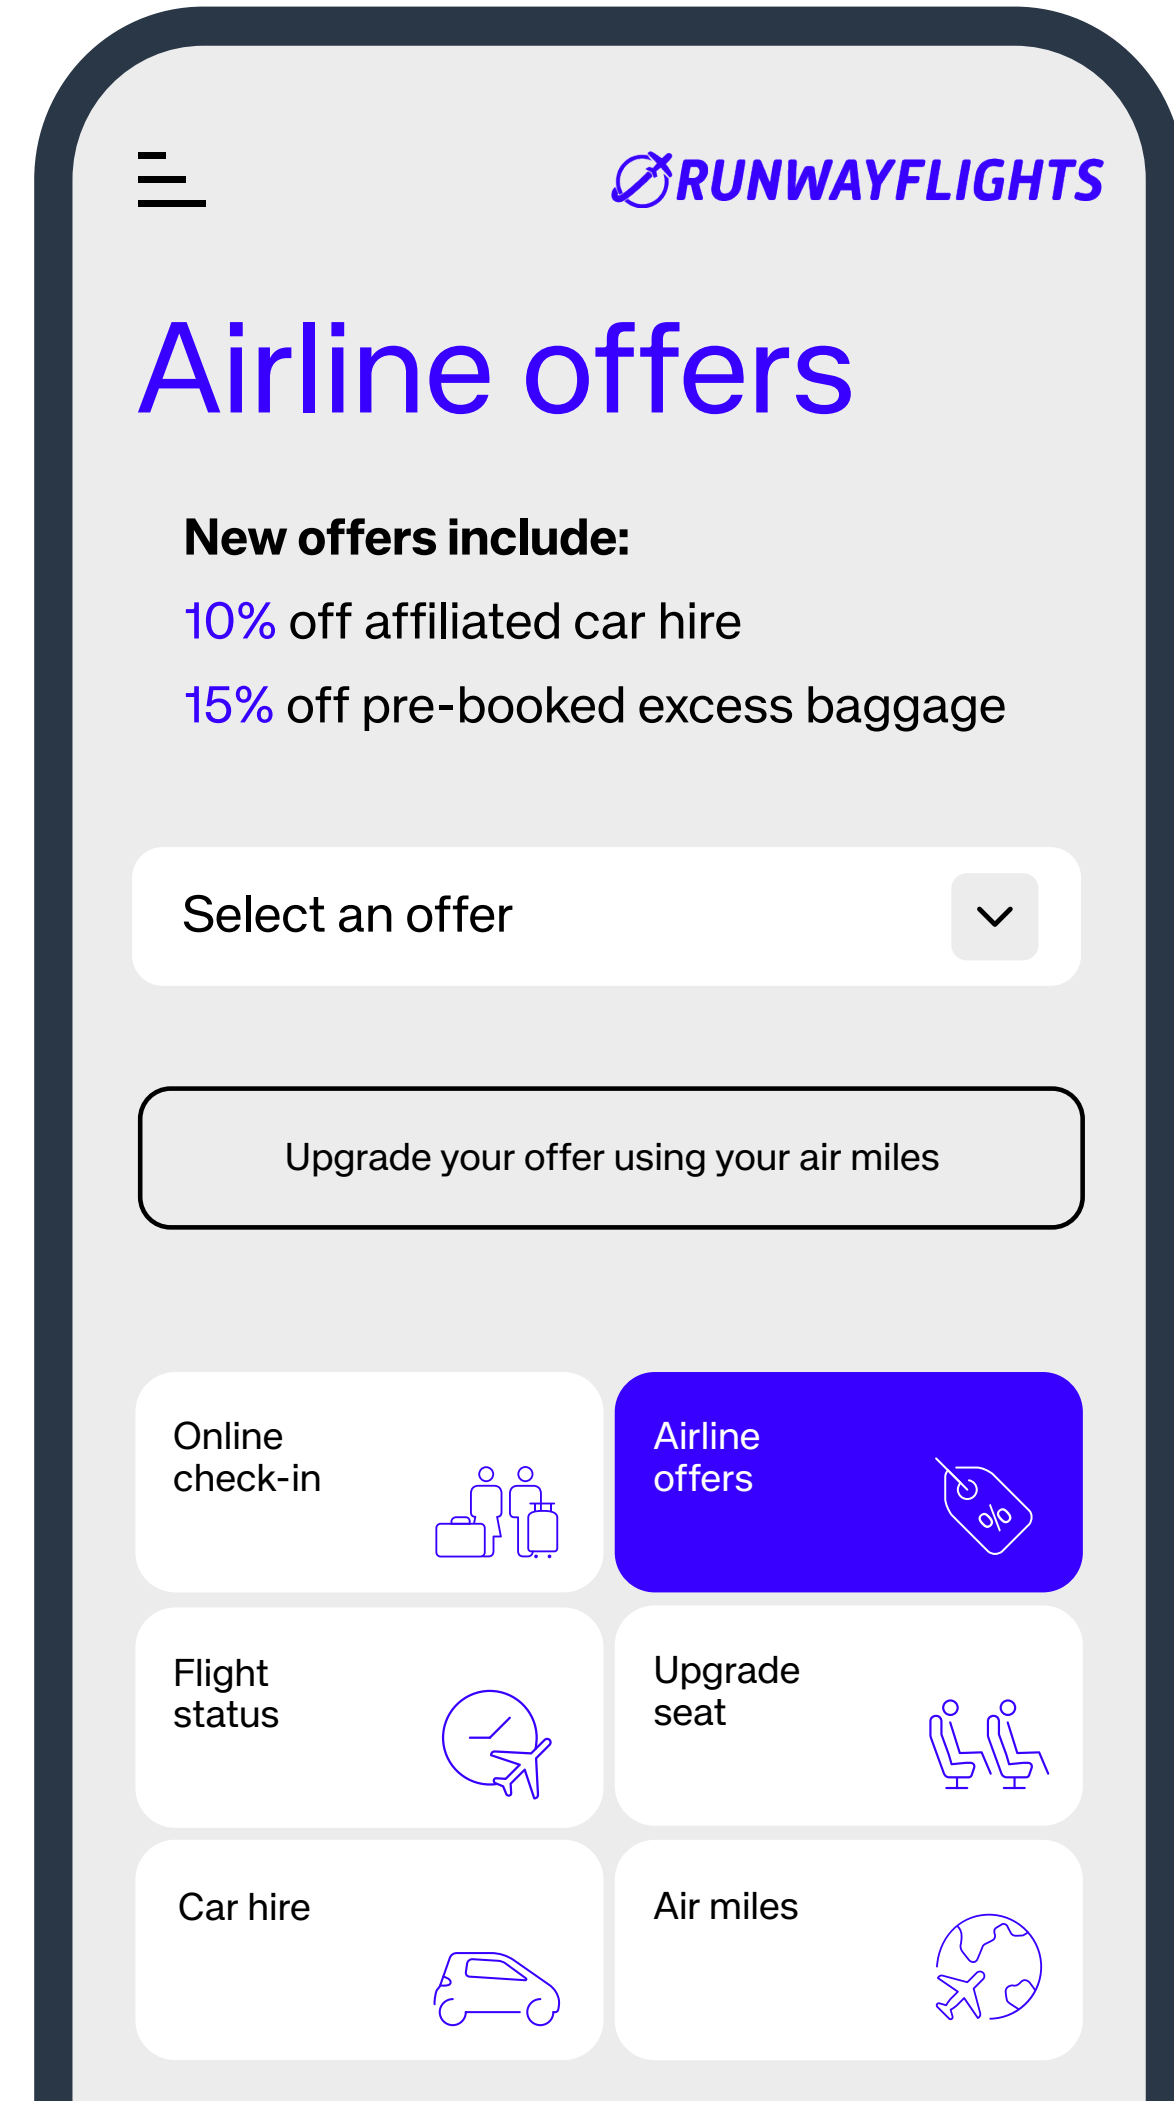 RUNWAYFLIGHTS
Airline offers
New offers include:
10% off affiliated car hire
15% off pre-booked excess baggage
Select an offer
Upgrade your offer using your air miles
Online
check-in
Airline
offers
%
Flight
status
Upgrade
seat
Car hire
Air miles